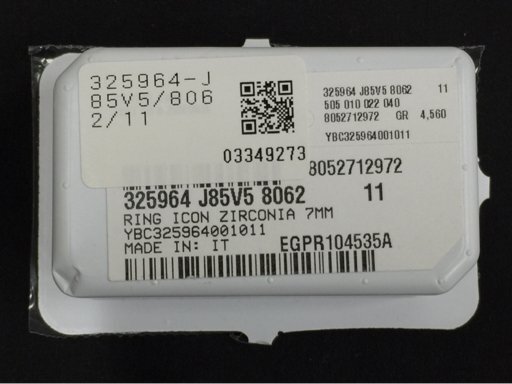 325964-J
85V5/806
2/11
03349273
325964 J85V5 8062 11
505 010 022 040
8052712972 GR 4,560
YBC325964001011
8052712972
325964 J85V5 8062 11
RING ICON ZIRCONIA 7MM
YBC325964001011
MADE IN: IT EGPR104535A